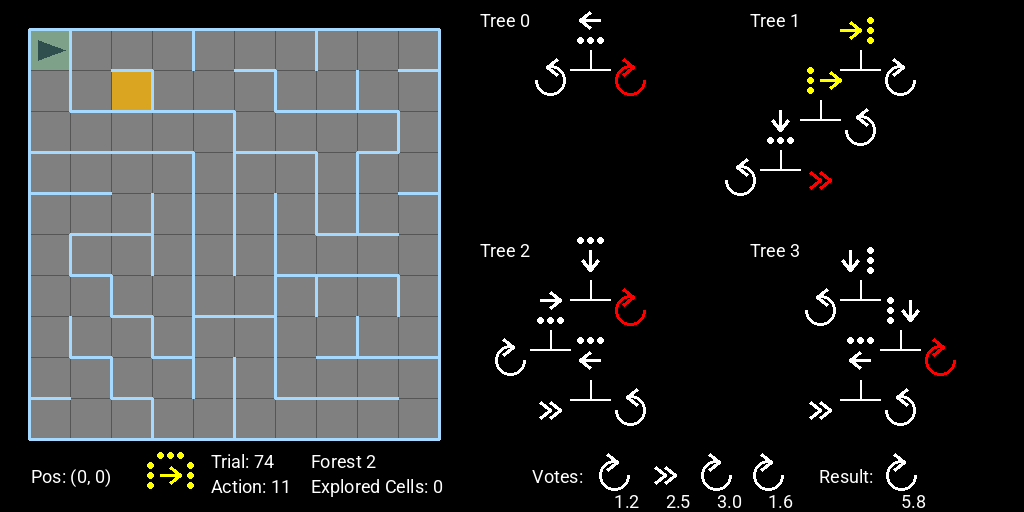 Tree 0
Tree 1
Tree 2
Tree 3
Pos: (0, 0)
Trial: 74
Forest 2
Action: 11
Explored Cells: 0
Votes:
1.2
2.5
3.0
1.6
Result:
5.8